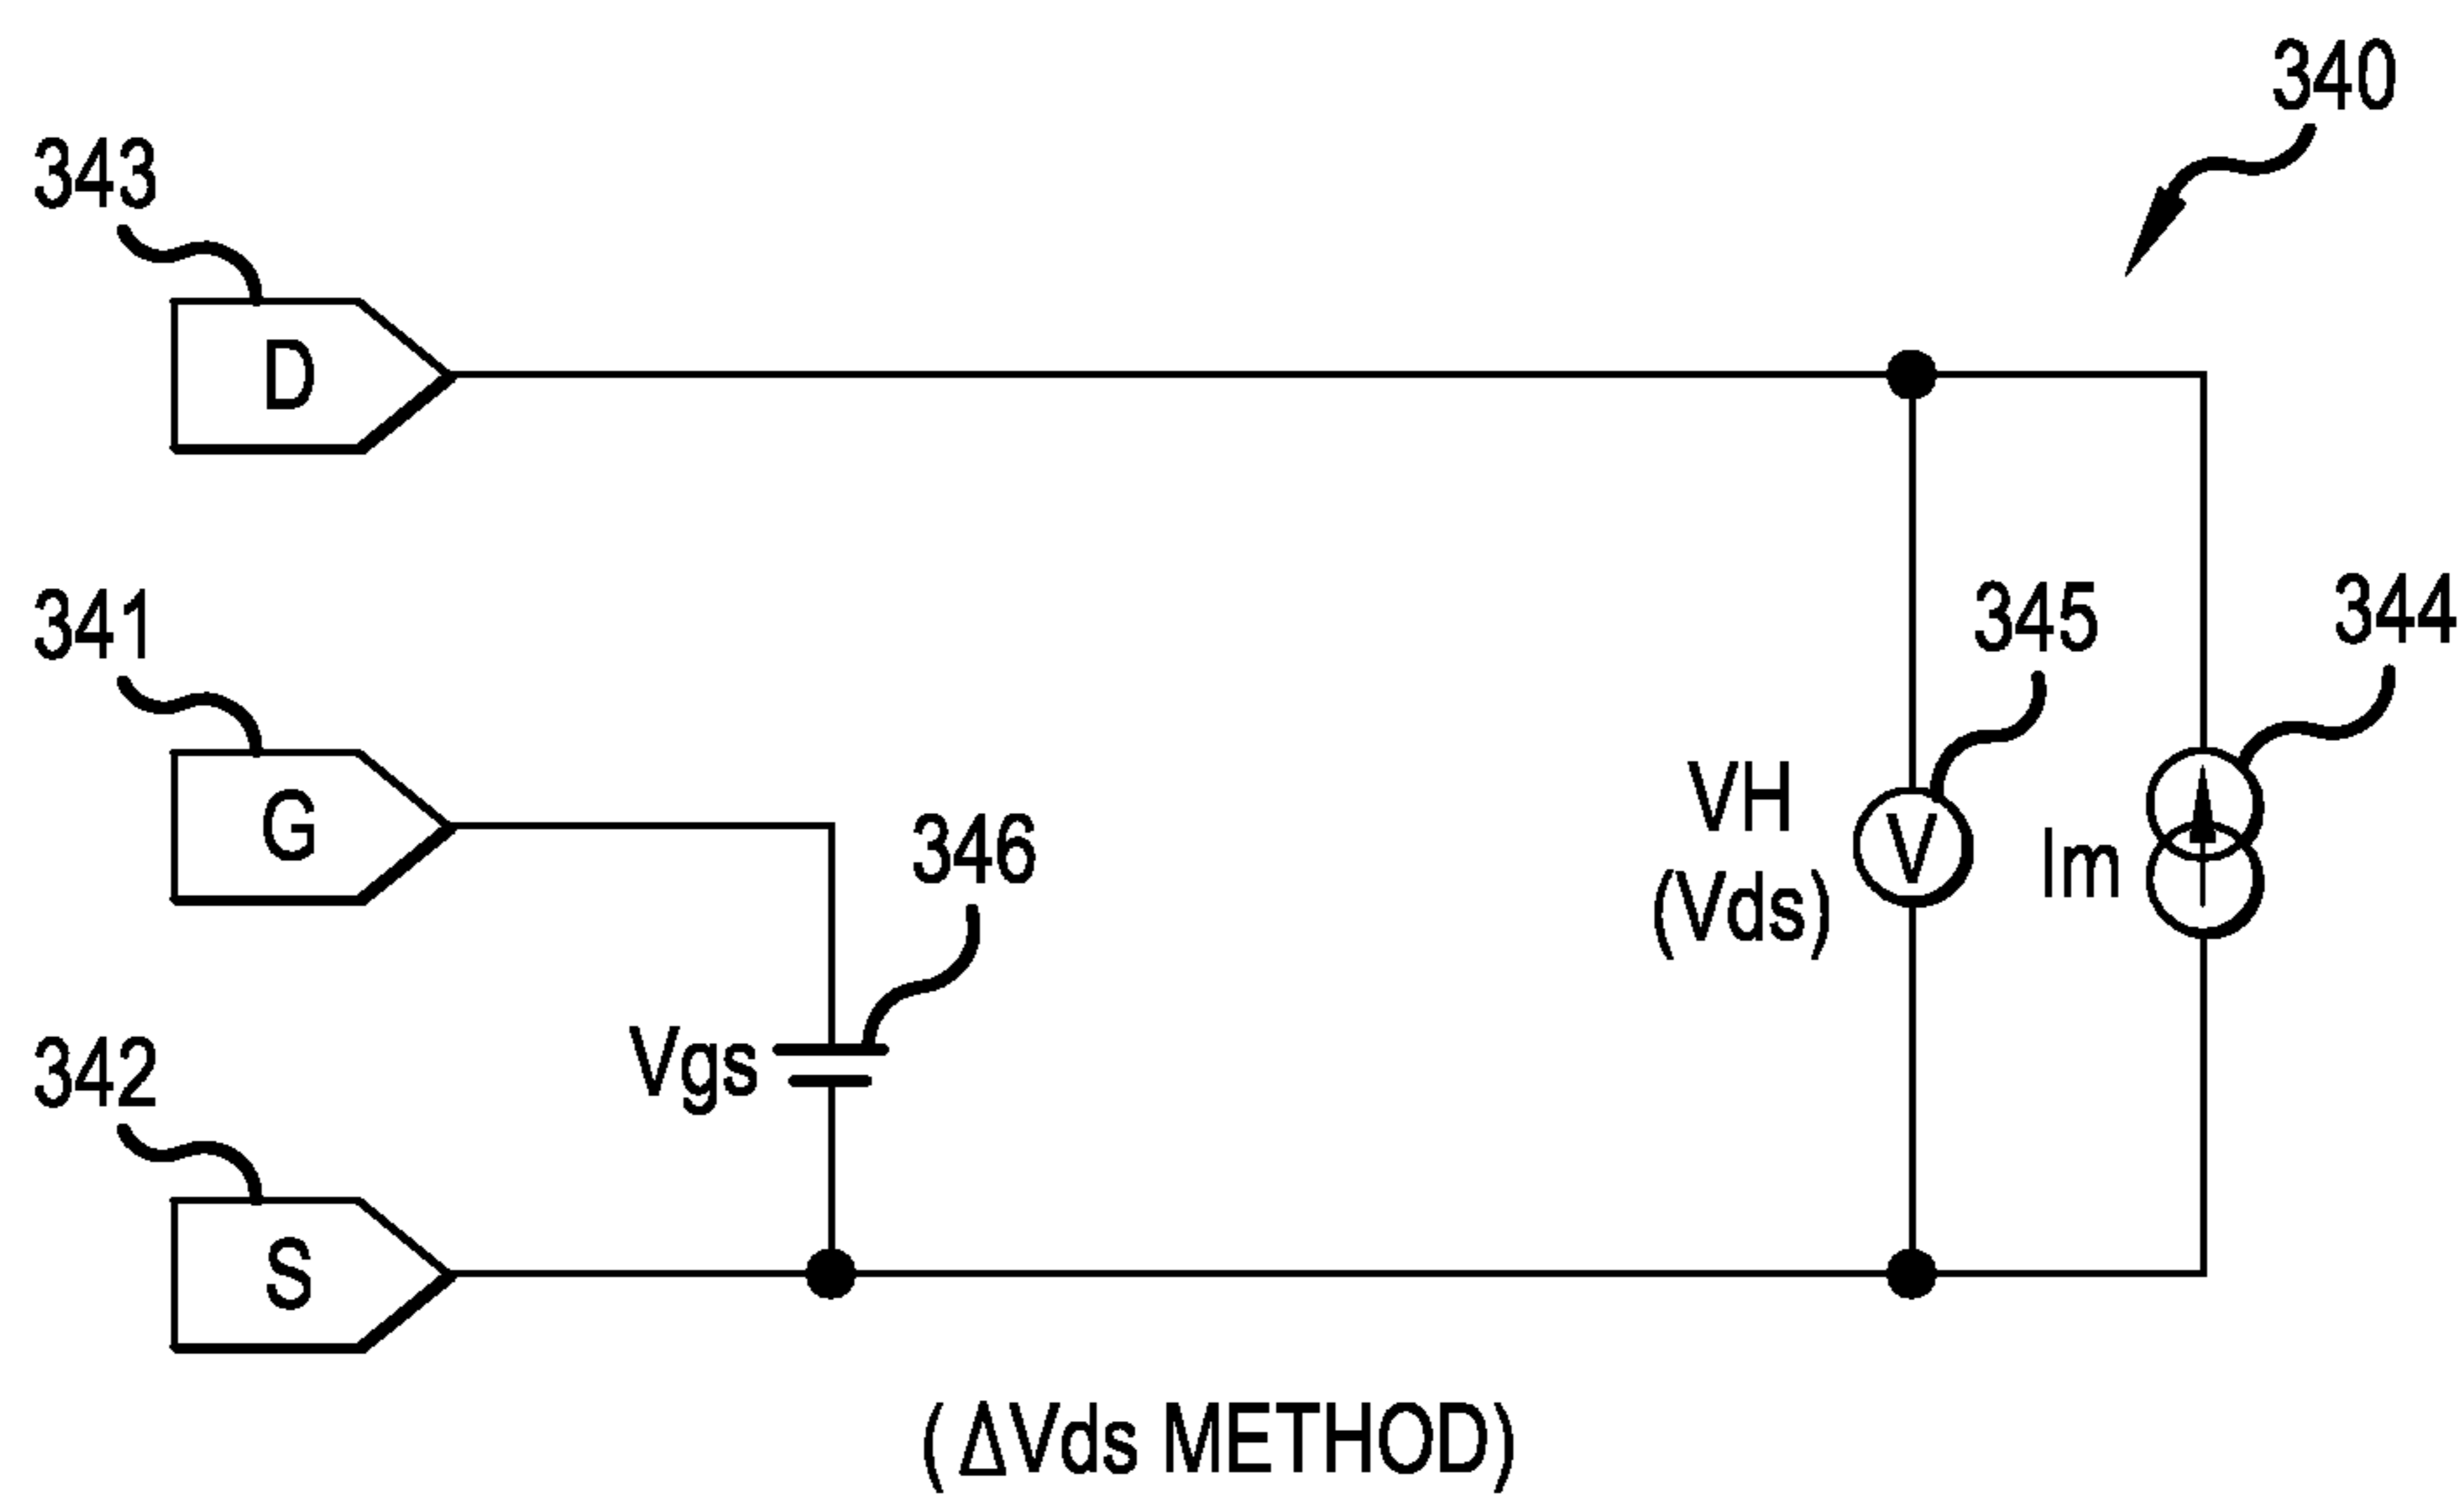 340
343
D
341
G
345
344
VH
(Vds)
V
Im
346
Vgs
342
S
(ΔVds METHOD)